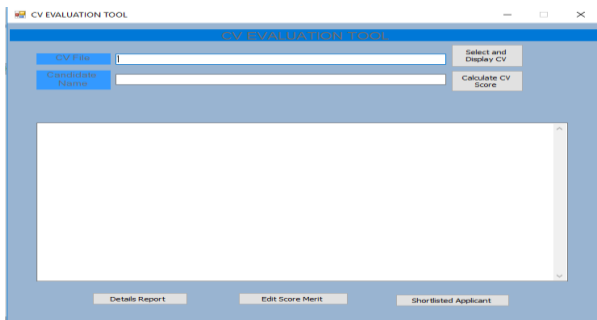 CV EVALUATION TOOL
CV EVALUATION TOOL
CV File
Select and
Display CV
Candidate
Name
Calculate CV
Score
Details Report
Edit Score Merit
Shortlisted Applicant